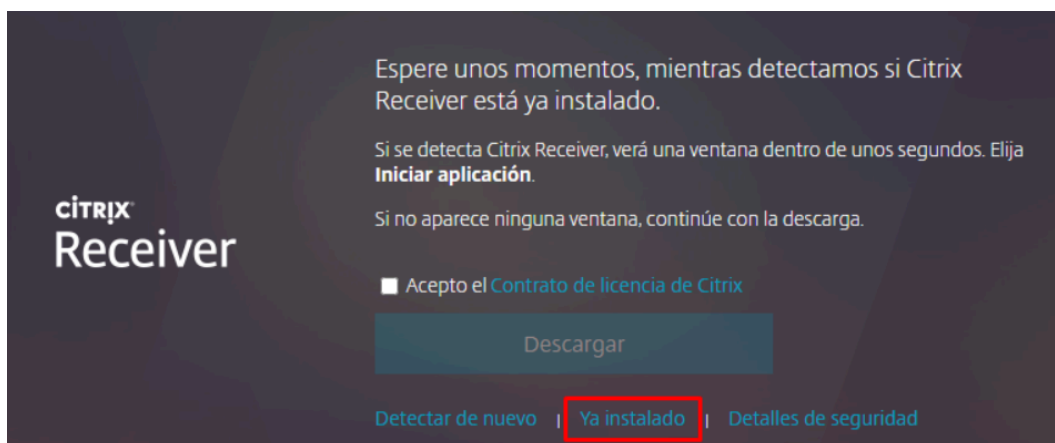 Espere unos momentos, mientras detectamos si Citrix
Receiver está ya instalado.
Si se detecta Citrix Receiver, verá una ventana dentro de unos segundos. Elija
Iniciar aplicación.
Si no aparece ninguna ventana, continúe con la descarga.
CİTRIX
Receiver
Acepto el Contrato de licencia de Citrix
Descargar
Detectar de nuevo | Ya instalado | Detalles de seguridad